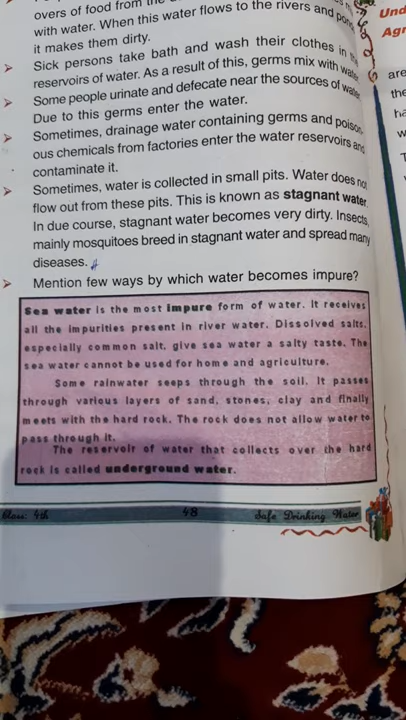 overs of food from the
with water. When this water flows to the rivers and ponds
it makes them dirty.
➤ Sick persons take bath and wash their clothes in the
reservoirs of water. As a result of this, germs mix with water
➤ Some people urinate and defecate near the sources of water
Due to this germs enter the water.
➤ Sometimes, drainage water containing germs and poison-
ous chemicals from factories enter the water reservoirs and
contaminate it.
➤ Sometimes, water is collected in small pits. Water does not
flow out from these pits. This is known as stagnant water.
In due course, stagnant water becomes very dirty. Insects,
mainly mosquitoes breed in stagnant water and spread many
diseases.
➤ Mention few ways by which water becomes impure?
Sea water is the most impure form of water. It receives
all the impurities present in river water. Dissolved salts,
especially common salt, give sea water a salty taste. The
sea water cannot be used for home and agriculture.
Some rainwater seeps through the soil. It passes
through various layers of sand, stones, clay and finally
meets with the hard rock. The rock does not allow water to
pass through it.
The reservoir of water that collects over the hard
rock is called underground water.
Class: 4th 48 Safe Drinking Water
Und
Agr
are
the
ha
w